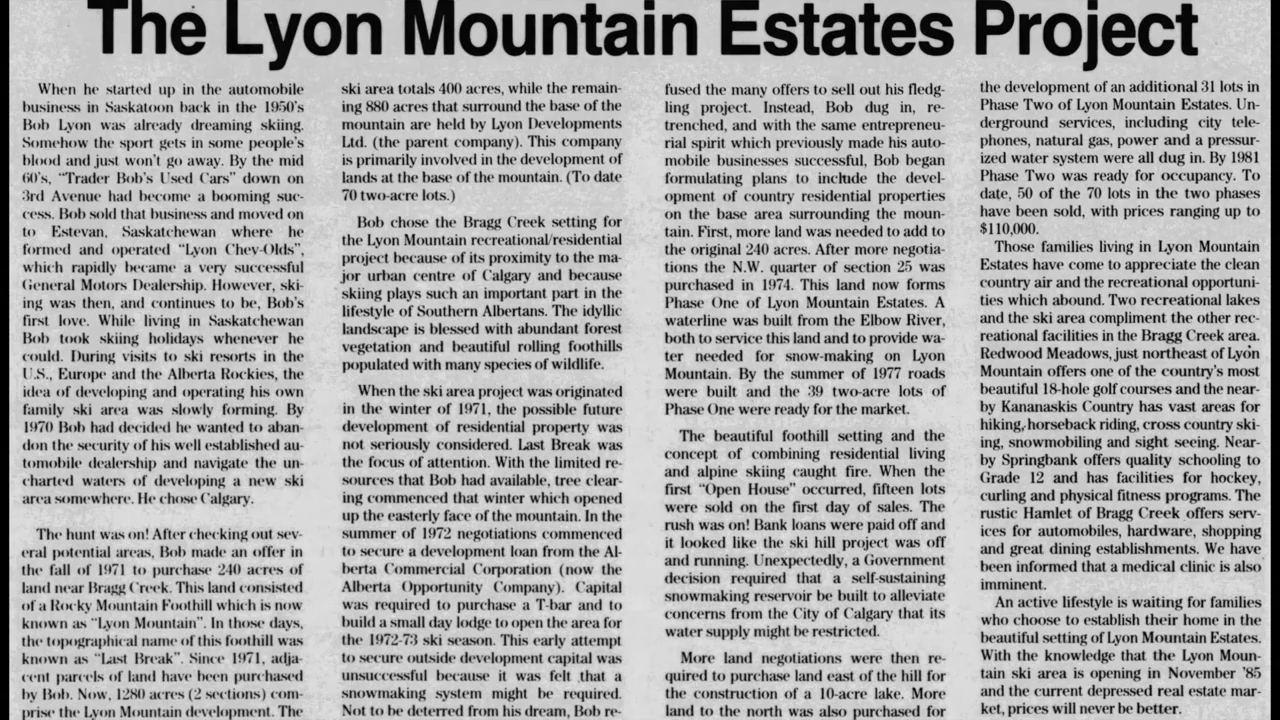 The Lyon Mountain Estates Project
When he started up in the automobile
business in Saskatoon back in the 1950's
Bob Lyon was already dreaming skiing.
Somehow the sport gets in some people's
blood and just won't go away. By the mid
60's, "Trader Bob's Used Cars" down on
3rd Avenue had become a booming suc-
cess. Bob sold that business and moved on
to Estevan, Saskatchewan where he
formed and operated "Lyon Chev-Olds",
which rapidly became a very successful
General Motors Dealership. However, ski-
ing was then, and continues to be, Bob's
first love. While living in Saskatchewan
Bob took skiing holidays whenever he
could. During visits to ski resorts in the
U.S., Europe and the Alberta Rockies, the
idea of developing and operating his own
family ski area was slowly forming. By
1970 Bob had decided he wanted to aban-
don the security of his well established au-
tomobile dealership and navigate the un-
charted waters of developing a new ski
area somewhere. He chose Calgary.
The hunt was on! After checking out sev-
eral potential areas, Bob made an offer in
the fall of 1971 to purchase 240 acres of
land near Bragg Creek. This land consisted
of a Rocky Mountain Foothill which is now
known as "Lyon Mountain". In those days,
the topographical name of this foothill was
known as "Last Break". Since 1971, adja-
cent parcels of land have been purchased
by Bob. Now, 1280 acres (2 sections) com-
prise the Lyon Mountain development. The
ski area totals 400 acres, while the remain-
ing 880 acres that surround the base of the
mountain are held by Lyon Developments
Ltd. (the parent company). This company
is primarily involved in the development of
lands at the base of the mountain. (To date
70 two-acre lots.)
Bob chose the Bragg Creek setting for
the Lyon Mountain recreational/residential
project because of its proximity to the ma-
jor urban centre of Calgary and because
skiing plays such an important part in the
lifestyle of Southern Albertans. The idyllic
landscape is blessed with abundant forest
vegetation and beautiful rolling foothills
populated with many species of wildlife.
When the ski area project was originated
in the winter of 1971, the possible future
development of residential property was
not seriously considered. Last Break was
the focus of attention. With the limited re-
sources that Bob had available, tree clear-
ing commenced that winter which opened
up the easterly face of the mountain. In the
summer of 1972 negotiations commenced
to secure a development loan from the Al-
berta Commercial Corporation (now the
Alberta Opportunity Company). Capital
was required to purchase a T-bar and to
build a small day lodge to open the area for
the 1972-73 ski season. This early attempt
to secure outside development capital was
unsuccessful because it was felt that a
snowmaking system might be required.
Not to be deterred from his dream, Bob re-
fused the many offers to sell out his fledg-
ling project. Instead, Bob dug in, re-
trenched, and with the same entrepreneu-
rial spirit which previously made his auto-
mobile businesses successful, Bob began
formulating plans to include the devel-
opment of country residential properties
on the base area surrounding the moun-
tain. First, more land was needed to add to
the original 240 acres. After more negotia-
tions the N.W. quarter of section 25 was
purchased in 1974. This land now forms
Phase One of Lyon Mountain Estates. A
waterline was built from the Elbow River,
both to service this land and to provide wa-
ter needed for snow-making on Lyon
Mountain. By the summer of 1977 roads
were built and the 39 two-acre lots of
Phase One were ready for the market.
The beautiful foothill setting and the
concept of combining residential living
and alpine skiing caught fire. When the
first "Open House" occurred, fifteen lots
were sold on the first day of sales. The
rush was on! Bank loans were paid off and
it looked like the ski hill project was off
and running. Unexpectedly, a Government
decision required that a self-sustaining
snowmaking reservoir be built to alleviate
concerns from the City of Calgary that its
water supply might be restricted.
More land negotiations were then re-
quired to purchase land east of the hill for
the construction of a 10-acre lake. More
land to the north was also purchased for
the development of an additional 31 lots in
Phase Two of Lyon Mountain Estates. Un-
derground services, including city tele-
phones, natural gas, power and a pressur-
ized water system were all dug in. By 1981
Phase Two was ready for occupancy. To
date, 50 of the 70 lots in the two phases
have been sold, with prices ranging up to
$110,000.
Those families living in Lyon Mountain
Estates have come to appreciate the clean
country air and the recreational opportuni-
ties which abound. Two recreational lakes
and the ski area compliment the other rec-
reational facilities in the Bragg Creek area.
Redwood Meadows, just northeast of Lyon
Mountain offers one of the country's most
beautiful 18-hole golf courses and the near-
by Kananaskis Country has vast areas for
hiking, horseback riding, cross country ski-
ing, snowmobiling and sight seeing. Near-
by Springbank offers quality schooling to
Grade 12 and has facilities for hockey,
curling and physical fitness programs. The
rustic Hamlet of Bragg Creek offers serv-
ices for automobiles, hardware, shopping
and great dining establishments. We have
been informed that a medical clinic is also
imminent.
An active lifestyle is waiting for families
who choose to establish their home in the
beautiful setting of Lyon Mountain Estates.
With the knowledge that the Lyon Moun-
tain ski area is opening in November '85
and the current depressed real estate mar-
ket, prices will never be better.